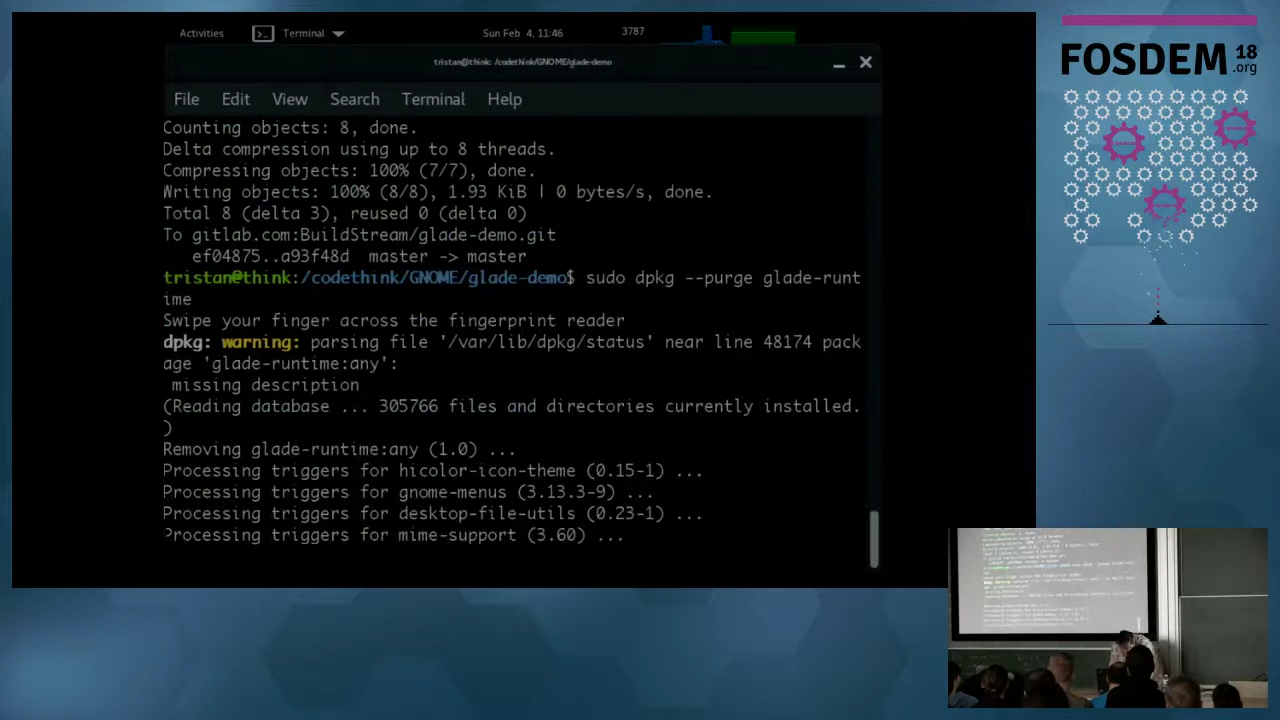 Activities
Terminal
Sun Feb 4, 11:46
3787
tristan@think: /codethink/GNOME/glade-demo
File Edit View Search Terminal Help
Counting objects: 8, done.
Delta compression using up to 8 threads.
Compressing objects: 100% (7/7), done.
Writing objects: 100% (8/8), 1.93 KiB | 0 bytes/s, done.
Total 8 (delta 3), reused 0 (delta 0)
To gitlab.com:BuildStream/glade-demo.git
ef04875..a93f48d master -> master
tristan@think:/codethink/GNOME/glade-demo$ sudo dpkg --purge glade-runt
ime
Swipe your finger across the fingerprint reader
dpkg: warning: parsing file '/var/lib/dpkg/status' near line 48174 pack
age 'glade-runtime:any':
missing description
(Reading database ... 305766 files and directories currently installed.
)
Removing glade-runtime:any (1.0) ...
Processing triggers for hicolor-icon-theme (0.15-1) ...
Processing triggers for gnome-menus (3.13.3-9) ...
Processing triggers for desktop-file-utils (0.23-1) ...
Processing triggers for mime-support (3.60) ...
FOSDEM 18
.org